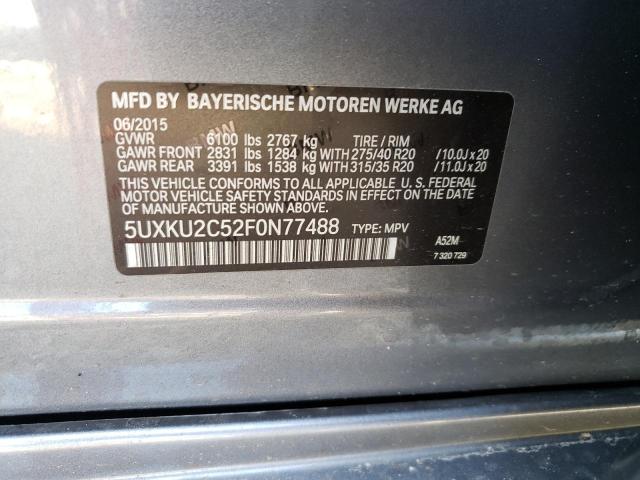 MFD BY BAYERISCHE MOTOREN WERKE AG
06/2015
GVWR 6100 lbs 2767 kg TIRE / RIM
GAWR FRONT 2831 lbs 1284 kg WITH 275/40 R20 /10.0J x 20
GAWR REAR 3391 lbs 1538 kg WITH 315/35 R20 /11.0J x 20
THIS VEHICLE CONFORMS TO ALL APPLICABLE U. S. FEDERAL
MOTOR VEHICLE SAFETY STANDARDS IN EFFECT ON THE
DATE OF MANUFACTURE SHOWN ABOVE.
5UXKU2C52F0N77488 TYPE: MPV A52M
7 320 729